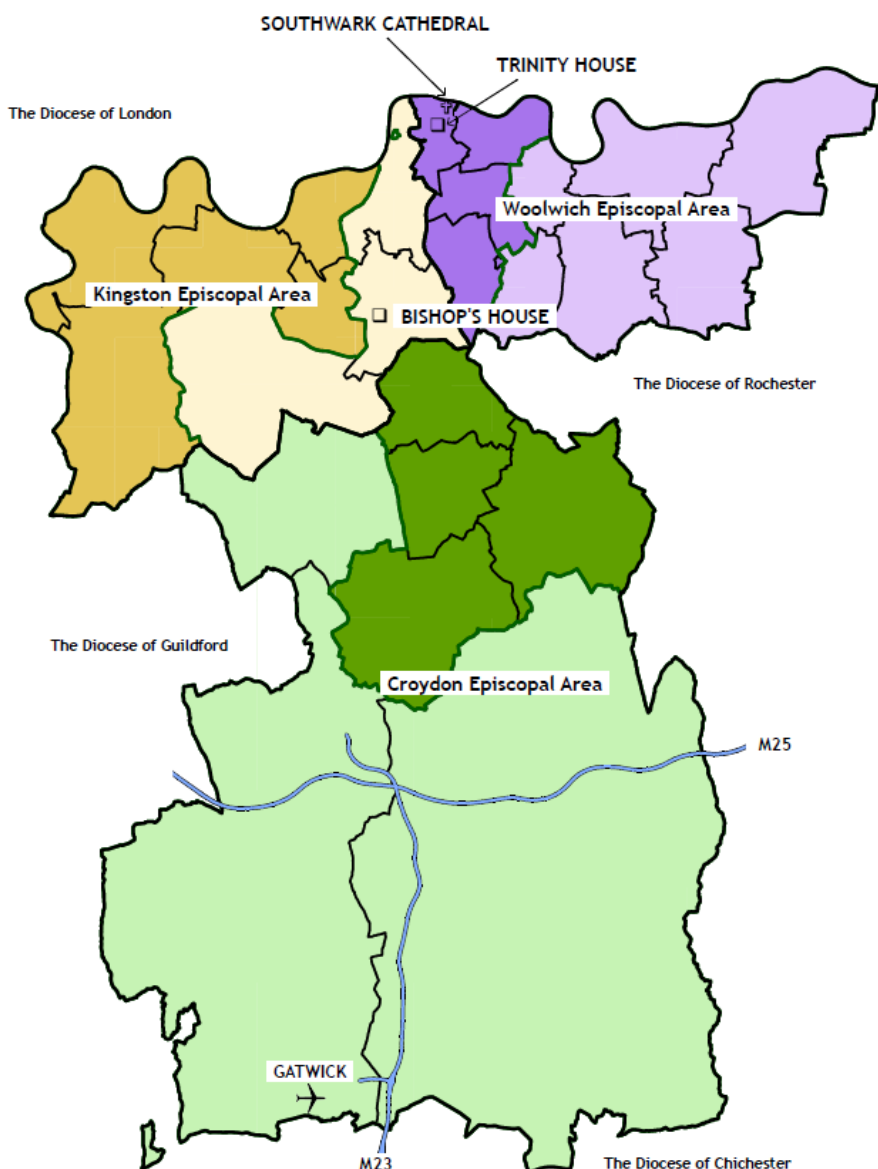 SOUTHWARK CATHEDRAL
TRINITY HOUSE
The Diocese of London
Woolwich Episcopal Area
Kingston Episcopal Area
BISHOP'S HOUSE
The Diocese of Rochester
The Diocese of Guildford
Croydon Episcopal Area
M25
GATWICK
M23
The Diocese of Chichester